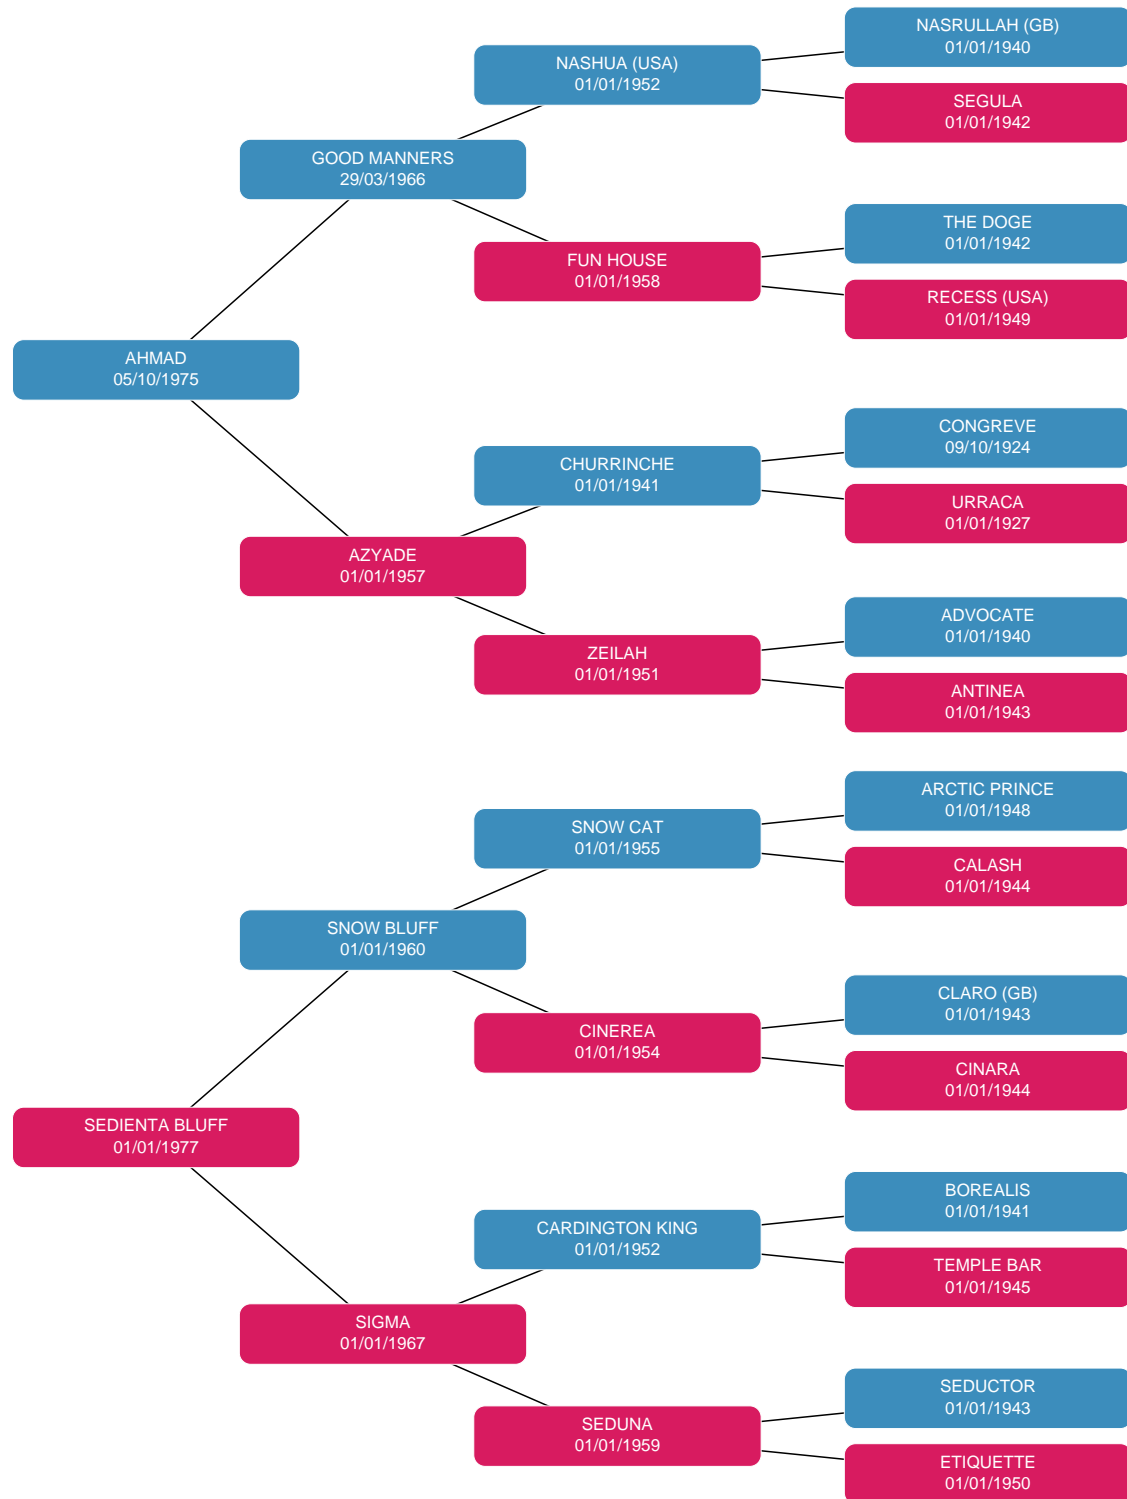 NASRULLAH (GB)
01/01/1940
NASHUA (USA)
01/01/1952
SEGULA
01/01/1942
GOOD MANNERS
29/03/1966
THE DOGE
01/01/1942
FUN HOUSE
01/01/1958
RECESS (USA)
01/01/1949
AHMAD
05/10/1975
CONGREVE
09/10/1924
CHURRINCHE
01/01/1941
URRACA
01/01/1927
AZYADE
01/01/1957
ADVOCATE
01/01/1940
ZEILAH
01/01/1951
ANTINEA
01/01/1943
ARCTIC PRINCE
01/01/1948
SNOW CAT
01/01/1955
CALASH
01/01/1944
SNOW BLUFF
01/01/1960
CLARO (GB)
01/01/1943
CINEREA
01/01/1954
CINARA
01/01/1944
SEDIENTA BLUFF
01/01/1977
BOREALIS
01/01/1941
CARDINGTON KING
01/01/1952
TEMPLE BAR
01/01/1945
SIGMA
01/01/1967
SEDUCTOR
01/01/1943
SEDUNA
01/01/1959
ETIQUETTE
01/01/1950